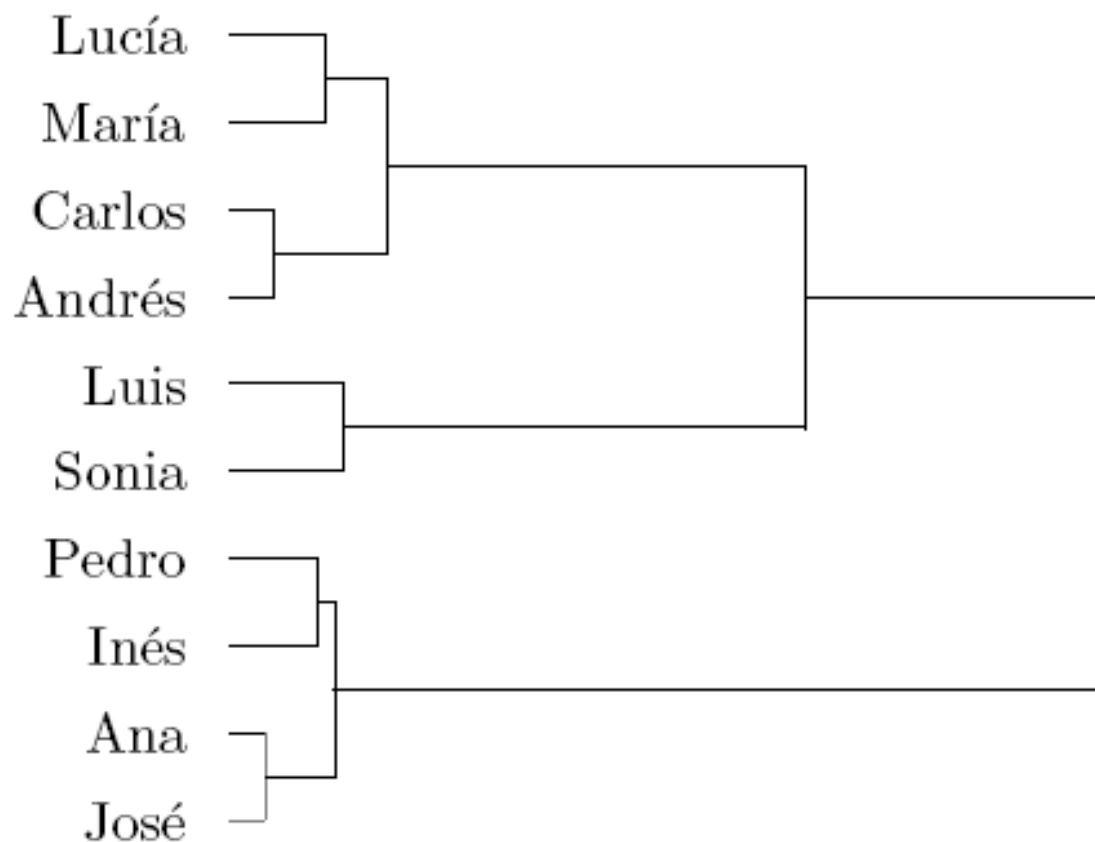 Lucía
María
Carlos
Andrés
Luis
Sonia
Pedro
Inés
Ana
José